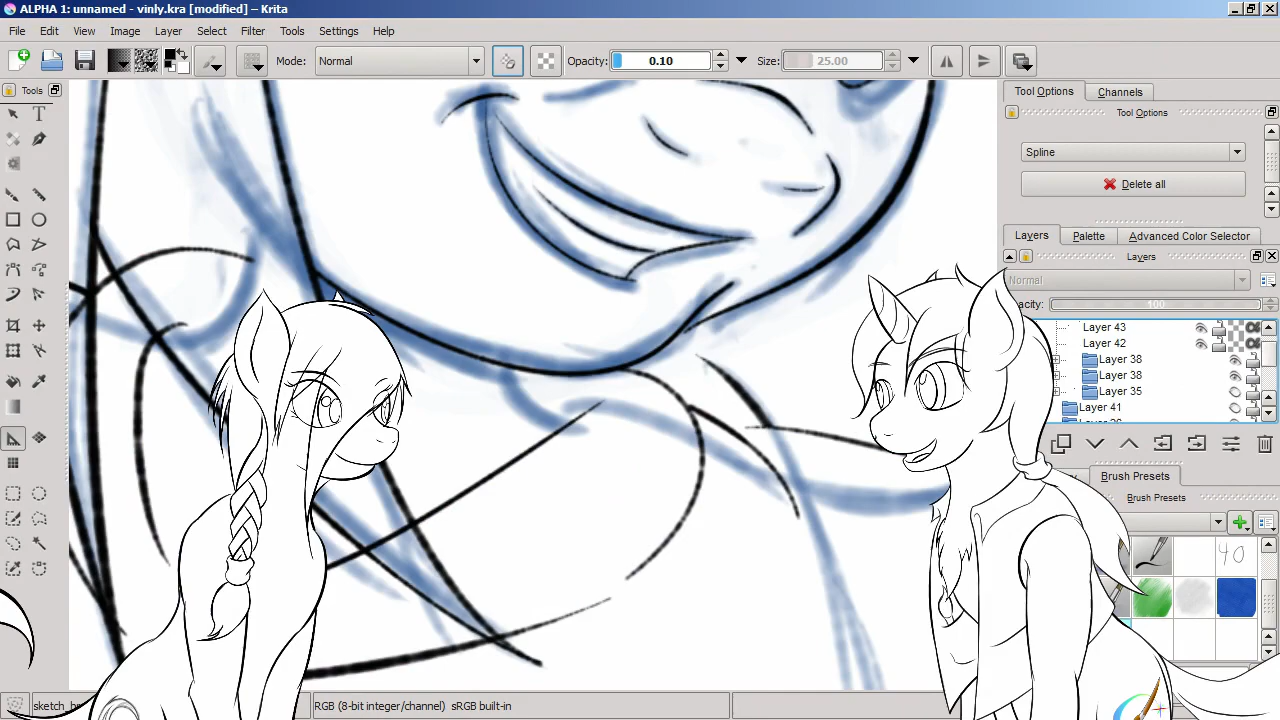 ALPHA 1: unnamed - vinly.kra [modified] – Krita
File Edit View Image Layer Select Filter Tools Settings Help
Mode: Normal Opacity: 0.10 Size: 25.00
Tools
Tool Options Channels
Tool Options
Spline
Delete all
Layers Palette Advanced Color Selector
Layers
Normal
pacity: 100
Layer 43
Layer 42
Layer 38
Layer 38
Layer 35
Layer 41
Brush Presets
Brush Presets
40
sketch_b
RGB (8-bit integer/channel) sRGB built-in